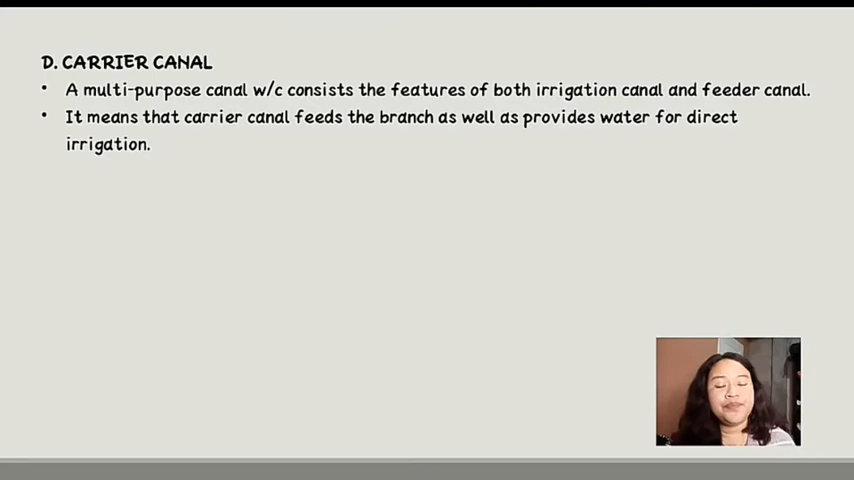 D. CARRIER CANAL
• A multi-purpose canal w/c consists the features of both irrigation canal and feeder canal.
• It means that carrier canal feeds the branch as well as provides water for direct
irrigation.